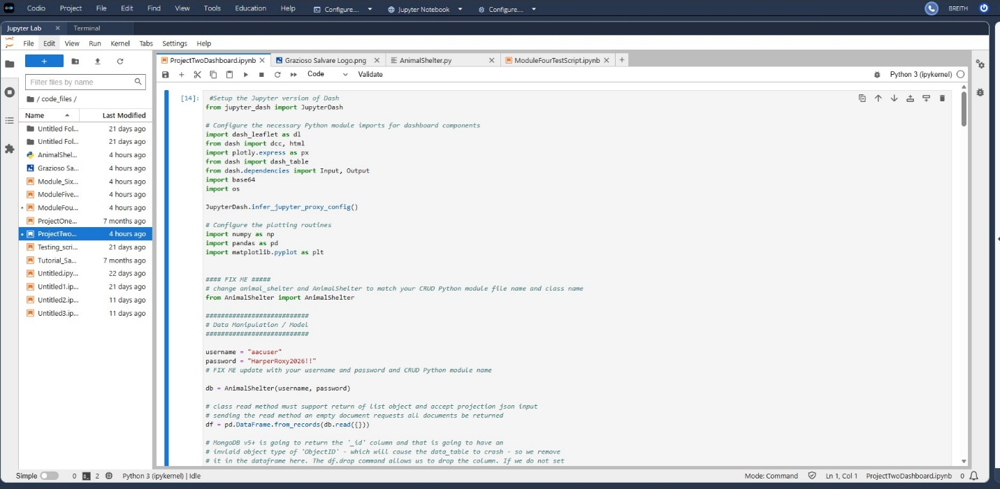 Codio Project File Edit Find View Tools Education Help Configure.... Jupyter Notebook Configure.... BREITH
Jupyter Lab Terminal
File Edit View Run Kernel Tabs Settings Help
ProjectTwoDashboard.ipynb Grazioso Salvare Logo.png AnimalShelter.py ModuleFourTestScript.ipynb
Code Validate Python 3 (ipykernel)
Filter files by name
/ code_files /
Name Last Modified
Untitled Fol... 21 days ago
Untitled Fol... 21 days ago
AnimalShel... 4 hours ago
Grazioso Sa... 4 hours ago
Module_Six... 4 hours ago
ModuleFive... 4 hours ago
ModuleFou... 4 hours ago
ProjectOne... 7 months ago
ProjectTwo... 4 hours ago
Testing_scri... 21 days ago
Tutorial_Sa... 7 months ago
Untitled.ipy... 22 days ago
Untitled1.ip... 21 days ago
Untitled2.ip... 11 days ago
Untitled3.ip... 11 days ago
[14]: #Setup the Jupyter version of Dash
from jupyter_dash import JupyterDash
# Configure the necessary Python module imports for dashboard components
import dash_leaflet as dl
from dash import dcc, html
import plotly.express as px
from dash import dash_table
from dash.dependencies import Input, Output
import base64
import os
JupyterDash.infer_jupyter_proxy_config()
# Configure the plotting routines
import numpy as np
import pandas as pd
import matplotlib.pyplot as plt
#### FIX ME #####
# change animal_shelter and AnimalShelter to match your CRUD Python module file name and class name
from AnimalShelter import AnimalShelter
###########################
# Data Manipulation / Model
###########################
username = "aacuser"
password = "HarperRoxy2026!!"
# FIX ME update with your username and password and CRUD Python module name
db = AnimalShelter(username, password)
# class read method must support return of list object and accept projection json input
# sending the read method an empty document requests all documents be returned
df = pd.DataFrame.from_records(db.read({}))
# MongoDB v5+ is going to return the '_id' column and that is going to have an
# invlaid object type of 'ObjectID' - which will cause the data_table to crash - so we remove
# it in the dataframe here. The df.drop command allows us to drop the column. If we do not set
Simple 0 2 Python 3 (ipykernel) | Idle Mode: Command Ln 1, Col 1 ProjectTwoDashboard.ipynb 0